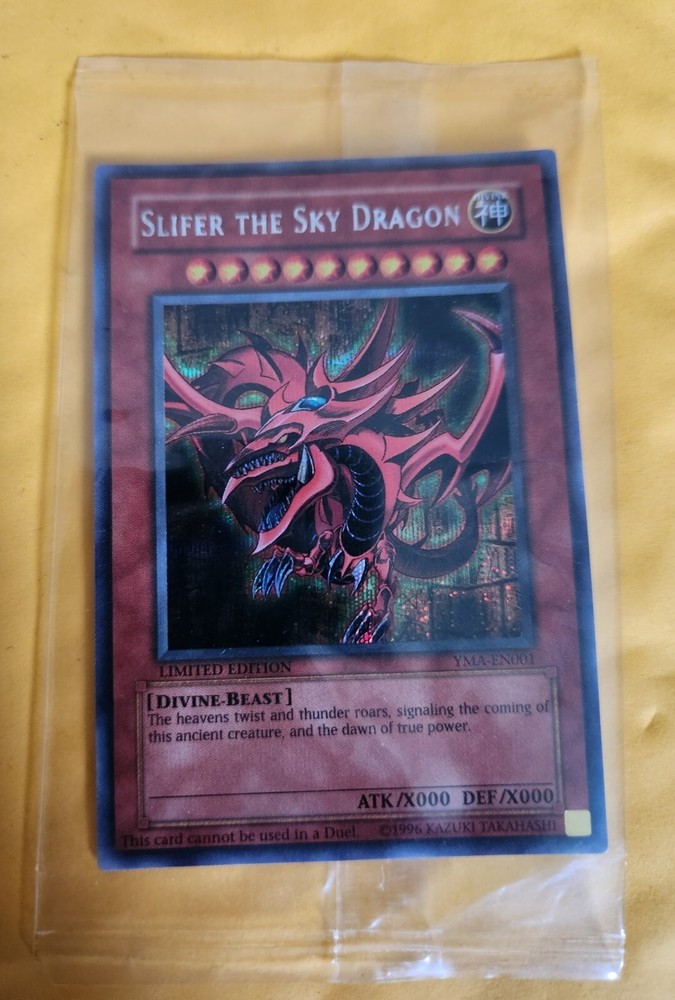 SLIFER THE SKY DRAGON 神
LIMITED EDITION YMA-EN001
[DIVINE-BEAST]
The heavens twist and thunder roars, signaling the coming of
this ancient creature, and the dawn of true power.
ATK/X000 DEF/X000
This card cannot be used in a Duel. ©1996 KAZUKI TAKAHASHI